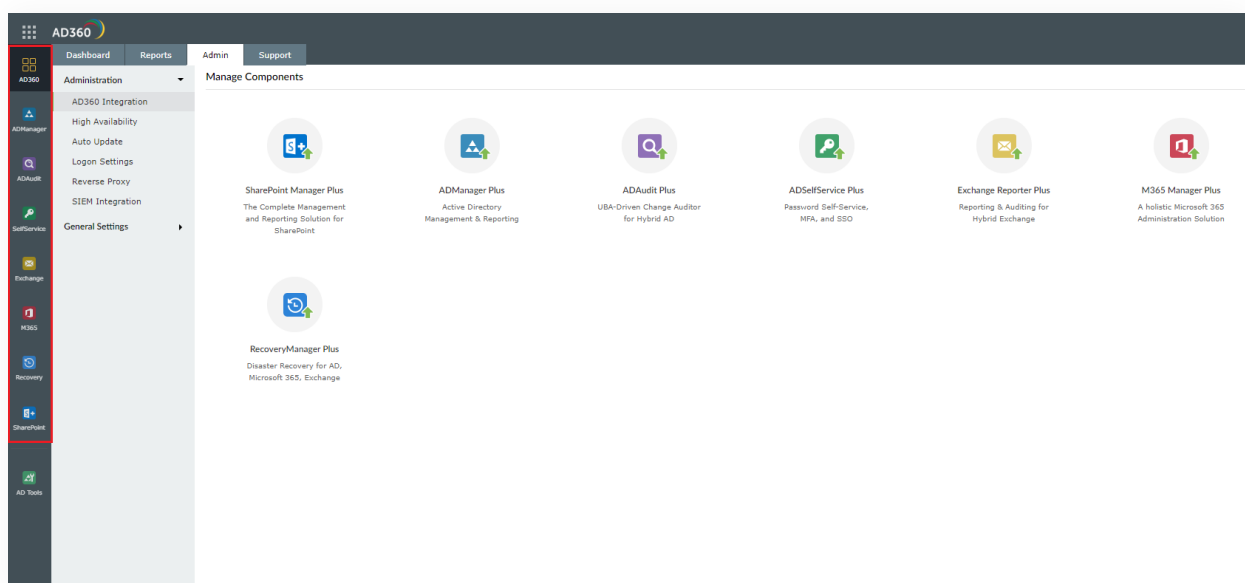 AD360
Dashboard Reports Admin Support
AD360
ADManager
ADAudit
SelfService
Exchange
M365
Recovery
SharePoint
AD Tools
Administration
AD360 Integration
High Availability
Auto Update
Logon Settings
Reverse Proxy
SIEM Integration
General Settings
Manage Components
SharePoint Manager Plus
The Complete Management
and Reporting Solution for
SharePoint
ADManager Plus
Active Directory
Management & Reporting
ADAudit Plus
UBA-Driven Change Auditor
for Hybrid AD
ADSelfService Plus
Password Self-Service,
MFA, and SSO
Exchange Reporter Plus
Reporting & Auditing for
Hybrid Exchange
M365 Manager Plus
A holistic Microsoft 365
Administration Solution
RecoveryManager Plus
Disaster Recovery for AD,
Microsoft 365, Exchange